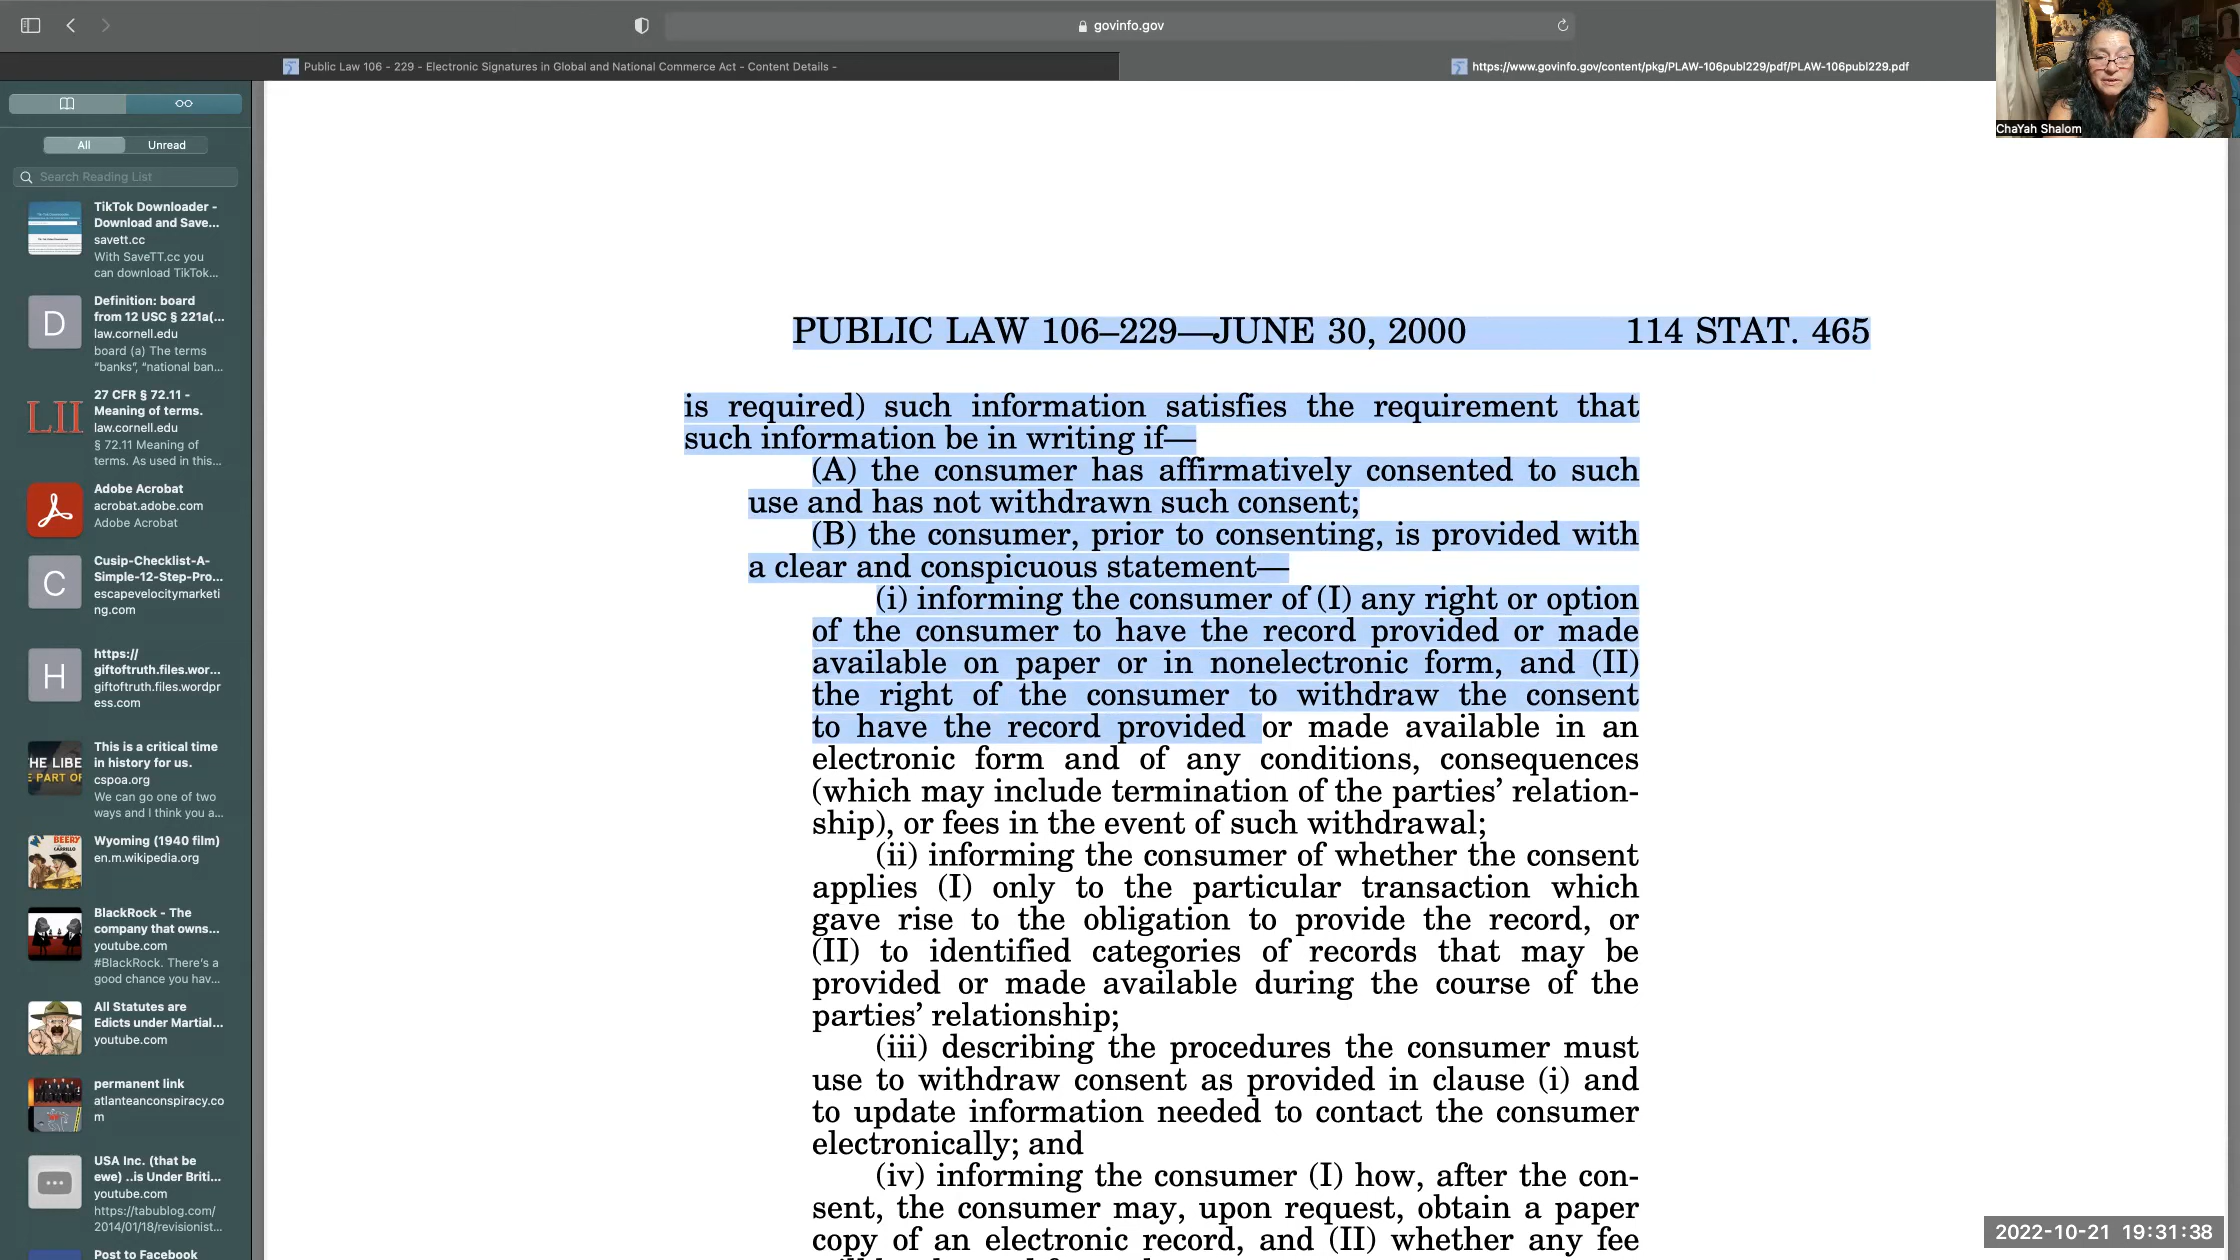 govinfo.gov
Public Law 106 - 229 - Electronic Signatures in Global and National Commerce Act - Content Details -
https://www.govinfo.gov/content/pkg/PLAW-106publ229/pdf/PLAW-106publ229.pdf
ChaYah Shalom
All
Unread
Search Reading List
TikTok Downloader -
Download and Save...
savett.cc
With SaveTT.cc you
can download TikTok...
D
Definition: board
from 12 USC § 221a(...
law.cornell.edu
board (a) The terms
“banks”, “national ban...
LII
27 CFR § 72.11 -
Meaning of terms.
law.cornell.edu
§ 72.11 Meaning of
terms. As used in this...
Adobe Acrobat
acrobat.adobe.com
Adobe Acrobat
C
Cusip-Checklist-A-
Simple-12-Step-Pro...
escapevelocitymarketi
ng.com
H
https://
giftoftruth.files.wor...
giftoftruth.files.wordpr
ess.com
HE LIBE
E PART OF
This is a critical time
in history for us.
cspoa.org
We can go one of two
ways and I think you a...
BEERY
Wyoming (1940 film)
en.m.wikipedia.org
BlackRock - The
company that owns...
youtube.com
#BlackRock. There's a
good chance you hav...
All Statutes are
Edicts under Martial...
youtube.com
permanent link
atlanteanconspiracy.co
m
USA Inc. (that be
ewe) ..is Under Briti...
youtube.com
https://tabublog.com/
2014/01/18/revisionist...
Post to Facebook
PUBLIC LAW 106–229—JUNE 30, 2000 114 STAT. 465
is required) such information satisfies the requirement that
such information be in writing if—
(A) the consumer has affirmatively consented to such
use and has not withdrawn such consent;
(B) the consumer, prior to consenting, is provided with
a clear and conspicuous statement—
(i) informing the consumer of (I) any right or option
of the consumer to have the record provided or made
available on paper or in nonelectronic form, and (II)
the right of the consumer to withdraw the consent
to have the record provided or made available in an
electronic form and of any conditions, consequences
(which may include termination of the parties’ relation-
ship), or fees in the event of such withdrawal;
(ii) informing the consumer of whether the consent
applies (I) only to the particular transaction which
gave rise to the obligation to provide the record, or
(II) to identified categories of records that may be
provided or made available during the course of the
parties’ relationship;
(iii) describing the procedures the consumer must
use to withdraw consent as provided in clause (i) and
to update information needed to contact the consumer
electronically; and
(iv) informing the consumer (I) how, after the con-
sent, the consumer may, upon request, obtain a paper
copy of an electronic record, and (II) whether any fee
2022-10-21 19:31:38